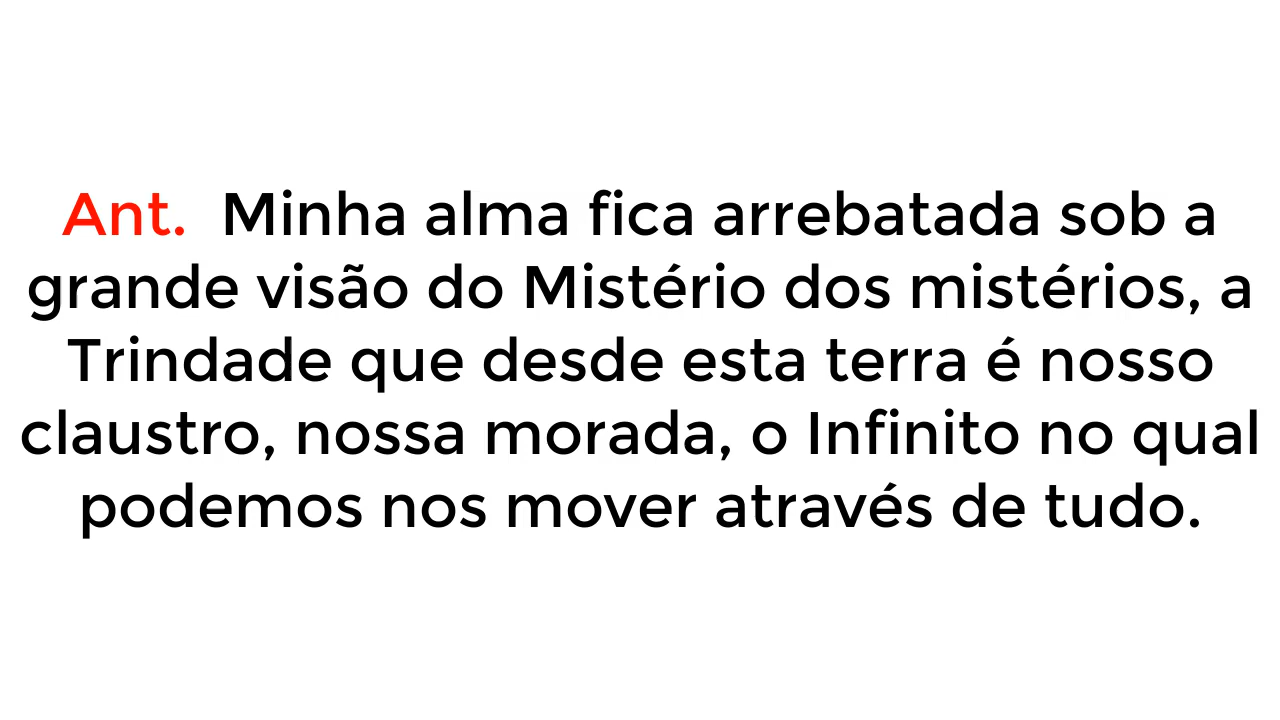 Ant. Minha alma fica arrebatada sob a
grande visão do Mistério dos mistérios, a
Trindade que desde esta terra é nosso
claustro, nossa morada, o Infinito no qual
podemos nos mover através de tudo.